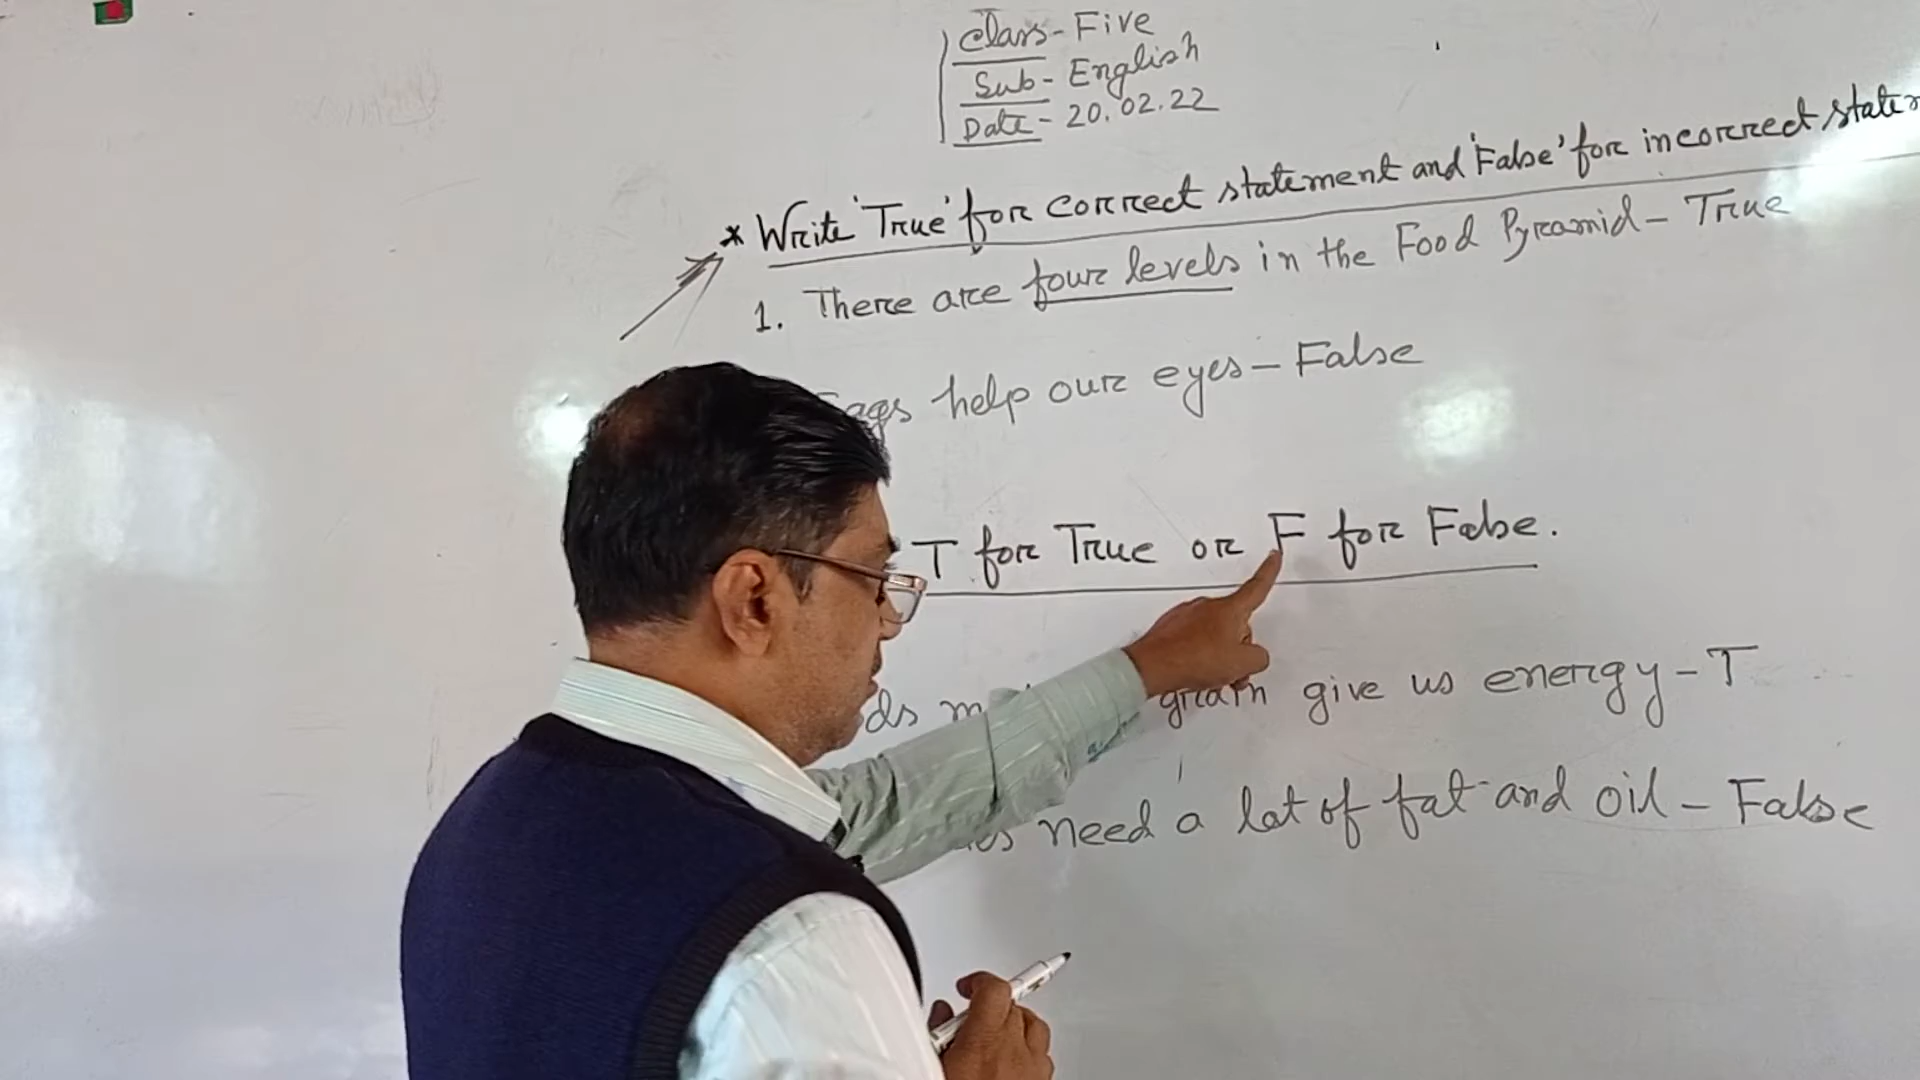 Class- Five
Sub- English
Date- 20.02.22
* Write 'True' for correct statement and 'False' for incorrect
1. There are four levels in the Food Pyramid- True
Eggs help our eyes- False
T for True or F for False.
grain give us energy- T
need a lot of fat and oil- False